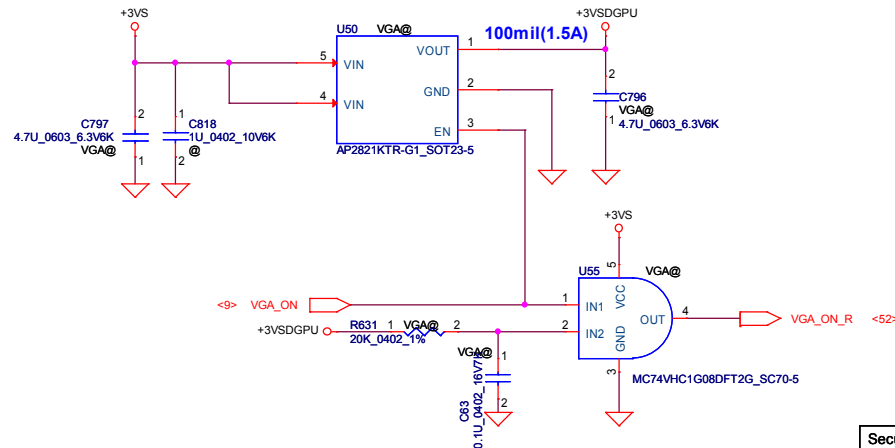 +3VS
U50
VGA@
100mil(1.5A)
+3VSDGPU
5
VIN
VOUT
1
4
VIN
GND
2
EN
3
AP2821KTR-G1_SOT23-5
C797
2
4.7U_0603_6.3V6K
VGA@
1
1
C818
1U_0402_10V6K
@
2
2
C796
VGA@
1
4.7U_0603_6.3V6K
+3VS
U55
5
VGA@
<9> VGA_ON
1
IN1
VCC
OUT
4
VGA_ON_R <52>
+3VSDGPU
R631
1
VGA@
2
20K_0402_1%
2
IN2
GND
3
MC74VHC1G08DFT2G_SC70-5
VGA@
1
2
C63
0.1U_0402_16V7K
Secu